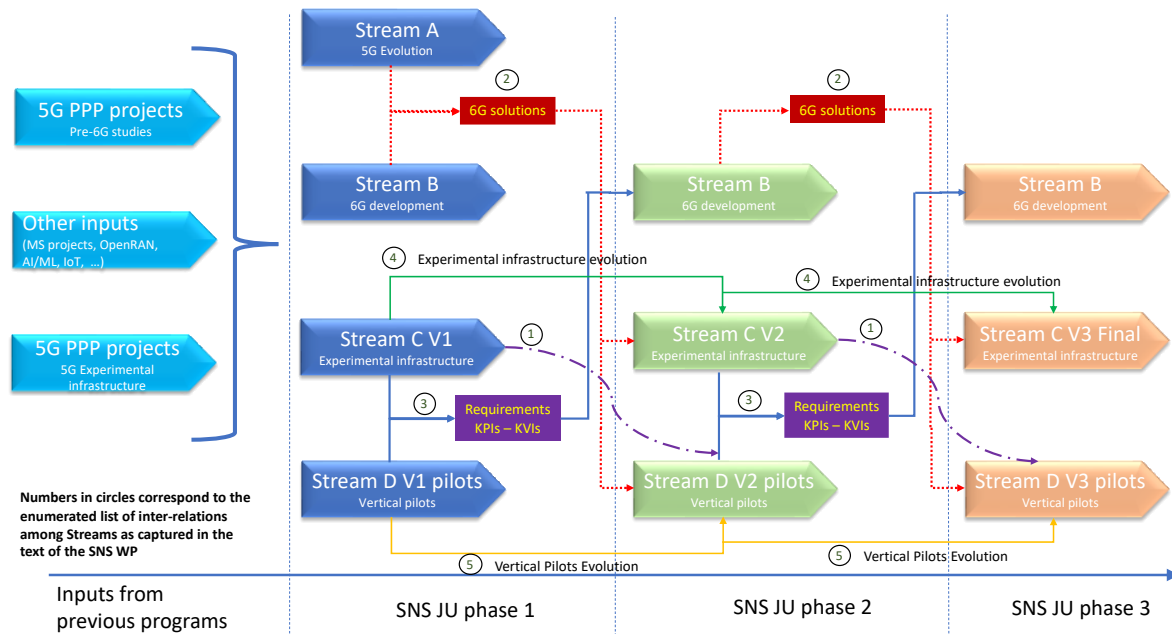 Stream A
5G Evolution
2
2
5G PPP projects
Pre-6G studies
6G solutions
6G solutions
Stream B
6G development
Stream B
6G development
Stream B
6G development
Other inputs
(MS projects, OpenRAN,
AI/ML, IoT, …)
4 Experimental infrastructure evolution
4 Experimental infrastructure evolution
5G PPP projects
5G Experimental
infrastructure
Stream C V1
Experimental infrastructure
1
Stream C V2
Experimental infrastructure
1
Stream C V3 Final
Experimental infrastructure
3
Requirements
KPIs – KVIs
3
Requirements
KPIs – KVIs
Stream D V1 pilots
Vertical pilots
Stream D V2 pilots
Vertical pilots
Stream D V3 pilots
Vertical pilots
Numbers in circles correspond to the
enumerated list of inter-relations
among Streams as captured in the
text of the SNS WP
5 Vertical Pilots Evolution
5 Vertical Pilots Evolution
Inputs from
previous programs
SNS JU phase 1
SNS JU phase 2
SNS JU phase 3